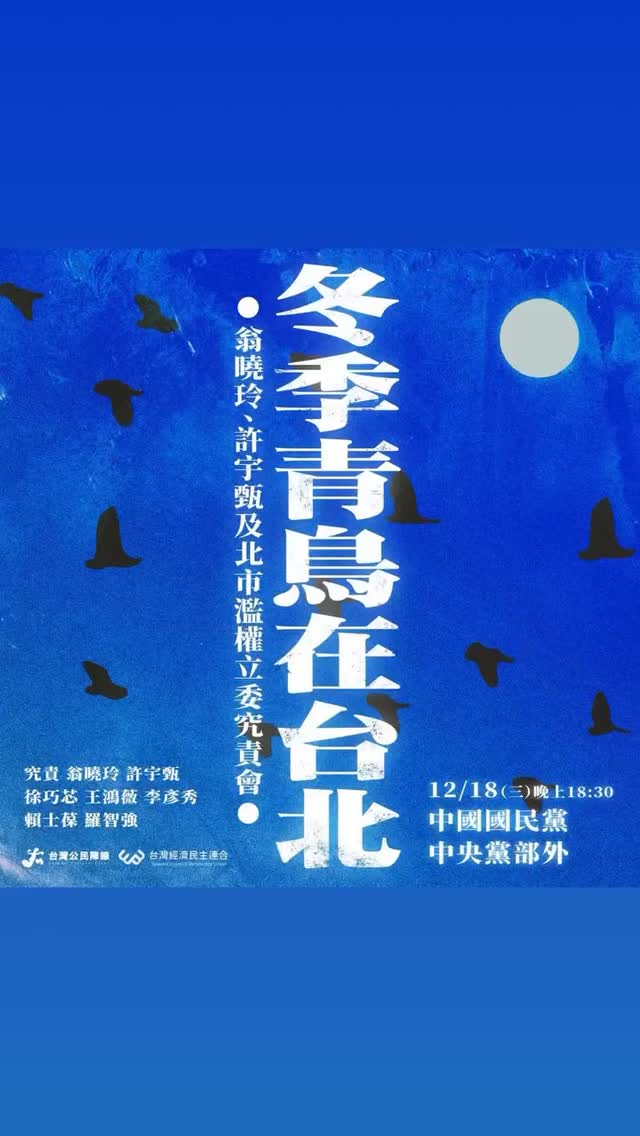 冬季青鳥在台北
●翁曉玲、許宇甄及北市濫權立委究責會●
究責 翁曉玲 許宇甄
徐巧芯 王鴻薇 李彥秀
賴士葆 羅智強
台灣公民陣線
台灣經濟民主連合
12/18(三)晚上18:30
中國國民黨
中央黨部外